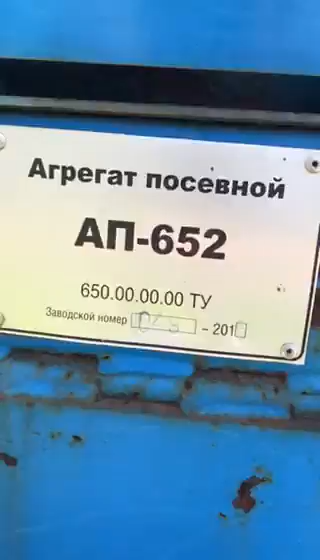 Агрегат посевной
АП-652
650.00.00.00 ТУ
Заводской номер - 201